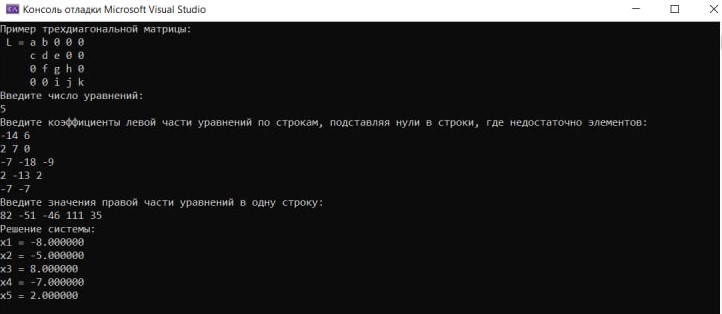 Консоль отладки Microsoft Visual Studio
Пример трехдиагональной матрицы:
L = a b 0 0 0
c d e 0 0
0 f g h 0
0 0 i j k
Введите число уравнений:
5
Введите коэффициенты левой части уравнений по строкам, подставляя нули в строки, где недостаточно элементов:
-14 6
2 7 0
-7 -18 -9
2 -13 2
-7 -7
Введите значения правой части уравнений в одну строку:
82 -51 -46 111 35
Решение системы:
x1 = -8.000000
x2 = -5.000000
x3 = 8.000000
x4 = -7.000000
x5 = 2.000000